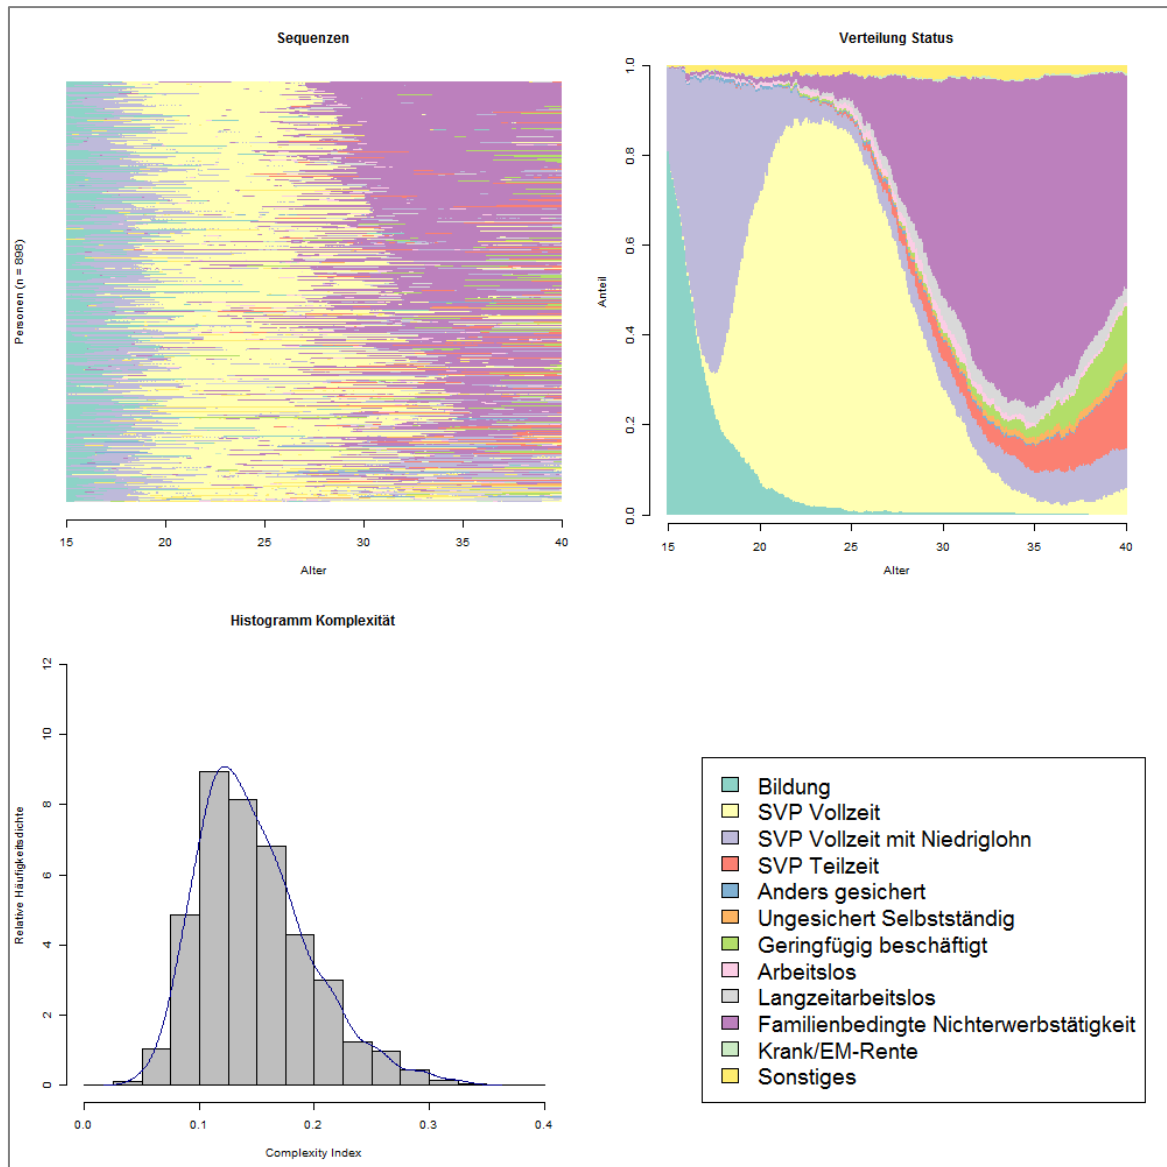 Sequenzen
Personen (n = 898)
15 20 25 30 35 40
Alter
Verteilung Status
Anteil
1.0
0.8
0.6
0.4
0.2
0.0
15 20 25 30 35 40
Alter
Histogramm Komplexität
Relative Häufigkeitsdichte
12
10
8
6
4
2
0
0.0 0.1 0.2 0.3 0.4
Complexity Index
Bildung
SVP Vollzeit
SVP Vollzeit mit Niedriglohn
SVP Teilzeit
Anders gesichert
Ungesichert Selbstständig
Geringfügig beschäftigt
Arbeitslos
Langzeitarbeitslos
Familienbedingte Nichterwerbstätigkeit
Krank/EM-Rente
Sonstiges